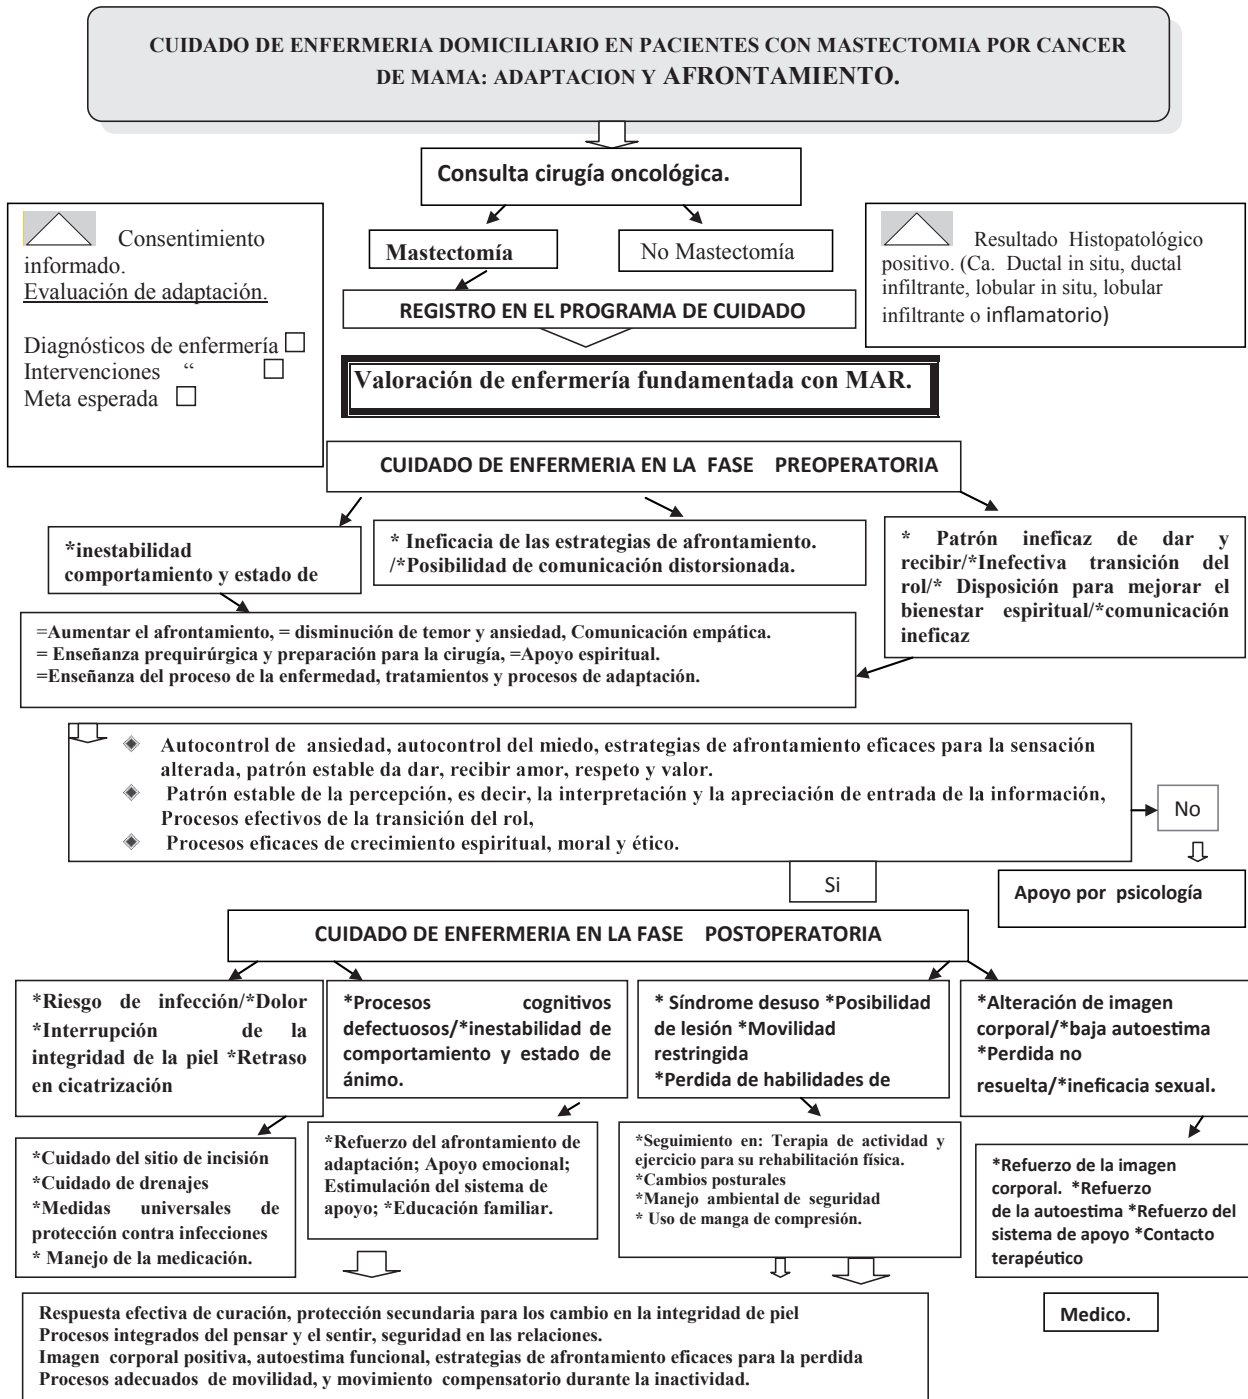 CUIDADO DE ENFERMERIA DOMICILIARIO EN PACIENTES CON MASTECTOMIA POR CANCER
DE MAMA: ADAPTACION Y AFRONTAMIENTO.
Consulta cirugía oncológica.
Consentimiento
informado.
Evaluación de adaptación.
Diagnósticos de enfermería
Intervenciones “
Meta esperada
Mastectomía
No Mastectomía
Resultado Histopatológico
positivo. (Ca. Ductal in situ, ductal
infiltrante, lobular in situ, lobular
infiltrante o inflamatorio)
REGISTRO EN EL PROGRAMA DE CUIDADO
Valoración de enfermería fundamentada con MAR.
CUIDADO DE ENFERMERIA EN LA FASE PREOPERATORIA
*inestabilidad
comportamiento y estado de
* Ineficacia de las estrategias de afrontamiento.
/*Posibilidad de comunicación distorsionada.
* Patrón ineficaz de dar y
recibir/*Inefectiva transición del
rol/* Disposición para mejorar el
bienestar espiritual/*comunicación
ineficaz
=Aumentar el afrontamiento, = disminución de temor y ansiedad, Comunicación empática.
= Enseñanza prequirúrgica y preparación para la cirugía, =Apoyo espiritual.
=Enseñanza del proceso de la enfermedad, tratamientos y procesos de adaptación.
Autocontrol de ansiedad, autocontrol del miedo, estrategias de afrontamiento eficaces para la sensación
alterada, patrón estable da dar, recibir amor, respeto y valor.
Patrón estable de la percepción, es decir, la interpretación y la apreciación de entrada de la información,
Procesos efectivos de la transición del rol,
Procesos eficaces de crecimiento espiritual, moral y ético.
No
Si
Apoyo por psicología
CUIDADO DE ENFERMERIA EN LA FASE POSTOPERATORIA
*Riesgo de infección/*Dolor
*Interrupción de la
integridad de la piel *Retraso
en cicatrización
*Procesos cognitivos
defectuosos/*inestabilidad de
comportamiento y estado de
ánimo.
* Síndrome desuso *Posibilidad
de lesión *Movilidad
restringida
*Perdida de habilidades de
*Alteración de imagen
corporal/*baja autoestima
*Perdida no
resuelta/*ineficacia sexual.
*Cuidado del sitio de incisión
*Cuidado de drenajes
*Medidas universales de
protección contra infecciones
* Manejo de la medicación.
*Refuerzo del afrontamiento de
adaptación; Apoyo emocional;
Estimulación del sistema de
apoyo; *Educación familiar.
*Seguimiento en: Terapia de actividad y
ejercicio para su rehabilitación física.
*Cambios posturales
*Manejo ambiental de seguridad
* Uso de manga de compresión.
*Refuerzo de la imagen
corporal. *Refuerzo
de la autoestima *Refuerzo del
sistema de apoyo *Contacto
terapéutico
Respuesta efectiva de curación, protección secundaria para los cambio en la integridad de piel
Procesos integrados del pensar y el sentir, seguridad en las relaciones.
Imagen corporal positiva, autoestima funcional, estrategias de afrontamiento eficaces para la perdida
Procesos adecuados de movilidad, y movimiento compensatorio durante la inactividad.
Medico.